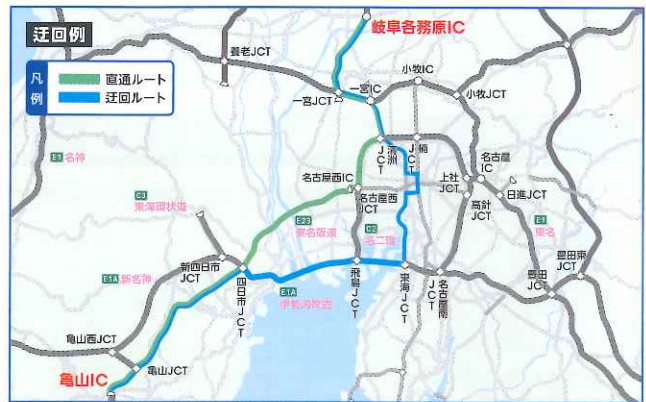 迂回例
岐阜各務原IC
凡例
直通ルート
迂回ルート
養老JCT
小牧IC
一宮JCT
一宮IC
小牧JCT
E1 名神
清洲JCT
楠JCT
名古屋IC
上社JCT
名古屋西IC
名古屋西JCT
高針JCT
日進JCT
C3
東海環状道
E23
東名阪道
C2
名二環
E1
東名
E1A 新名神
新四日市JCT
四日市JCT
E1A
伊勢湾岸道
飛島JCT
東海JCT
名古屋南JCT
豊田JCT
豊田東JCT
亀山西JCT
亀山JCT
亀山IC